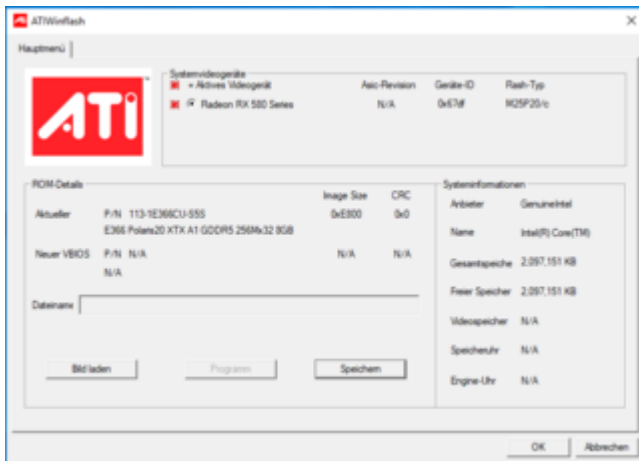 ATIWinflash
Hauptmenü
ATI
Systemvideogeräte
= Aktives Videogerät Asic-Revision Geräte-ID Flash-Typ
Radeon RX 580 Series N/A 0x67df M25P20/c
ROM-Details
Image Size CRC
Aktueller P/N 113-1E366CU-S5S 0xE800 0x0
E366 Polaris20 XTX A1 GDDR5 256Mx32 8GB
Neuer VBIOS P/N N/A N/A N/A
N/A
Dateiname
Bild laden Programm Speichern
Systeminformationen
Anbieter GenuineIntel
Name Intel(R) Core(TM)
Gesamtspeiche 2.097,151 KB
Freier Speicher 2.097,151 KB
Videospeicher N/A
Speicheruhr N/A
Engine-Uhr N/A
OK Abbrechen